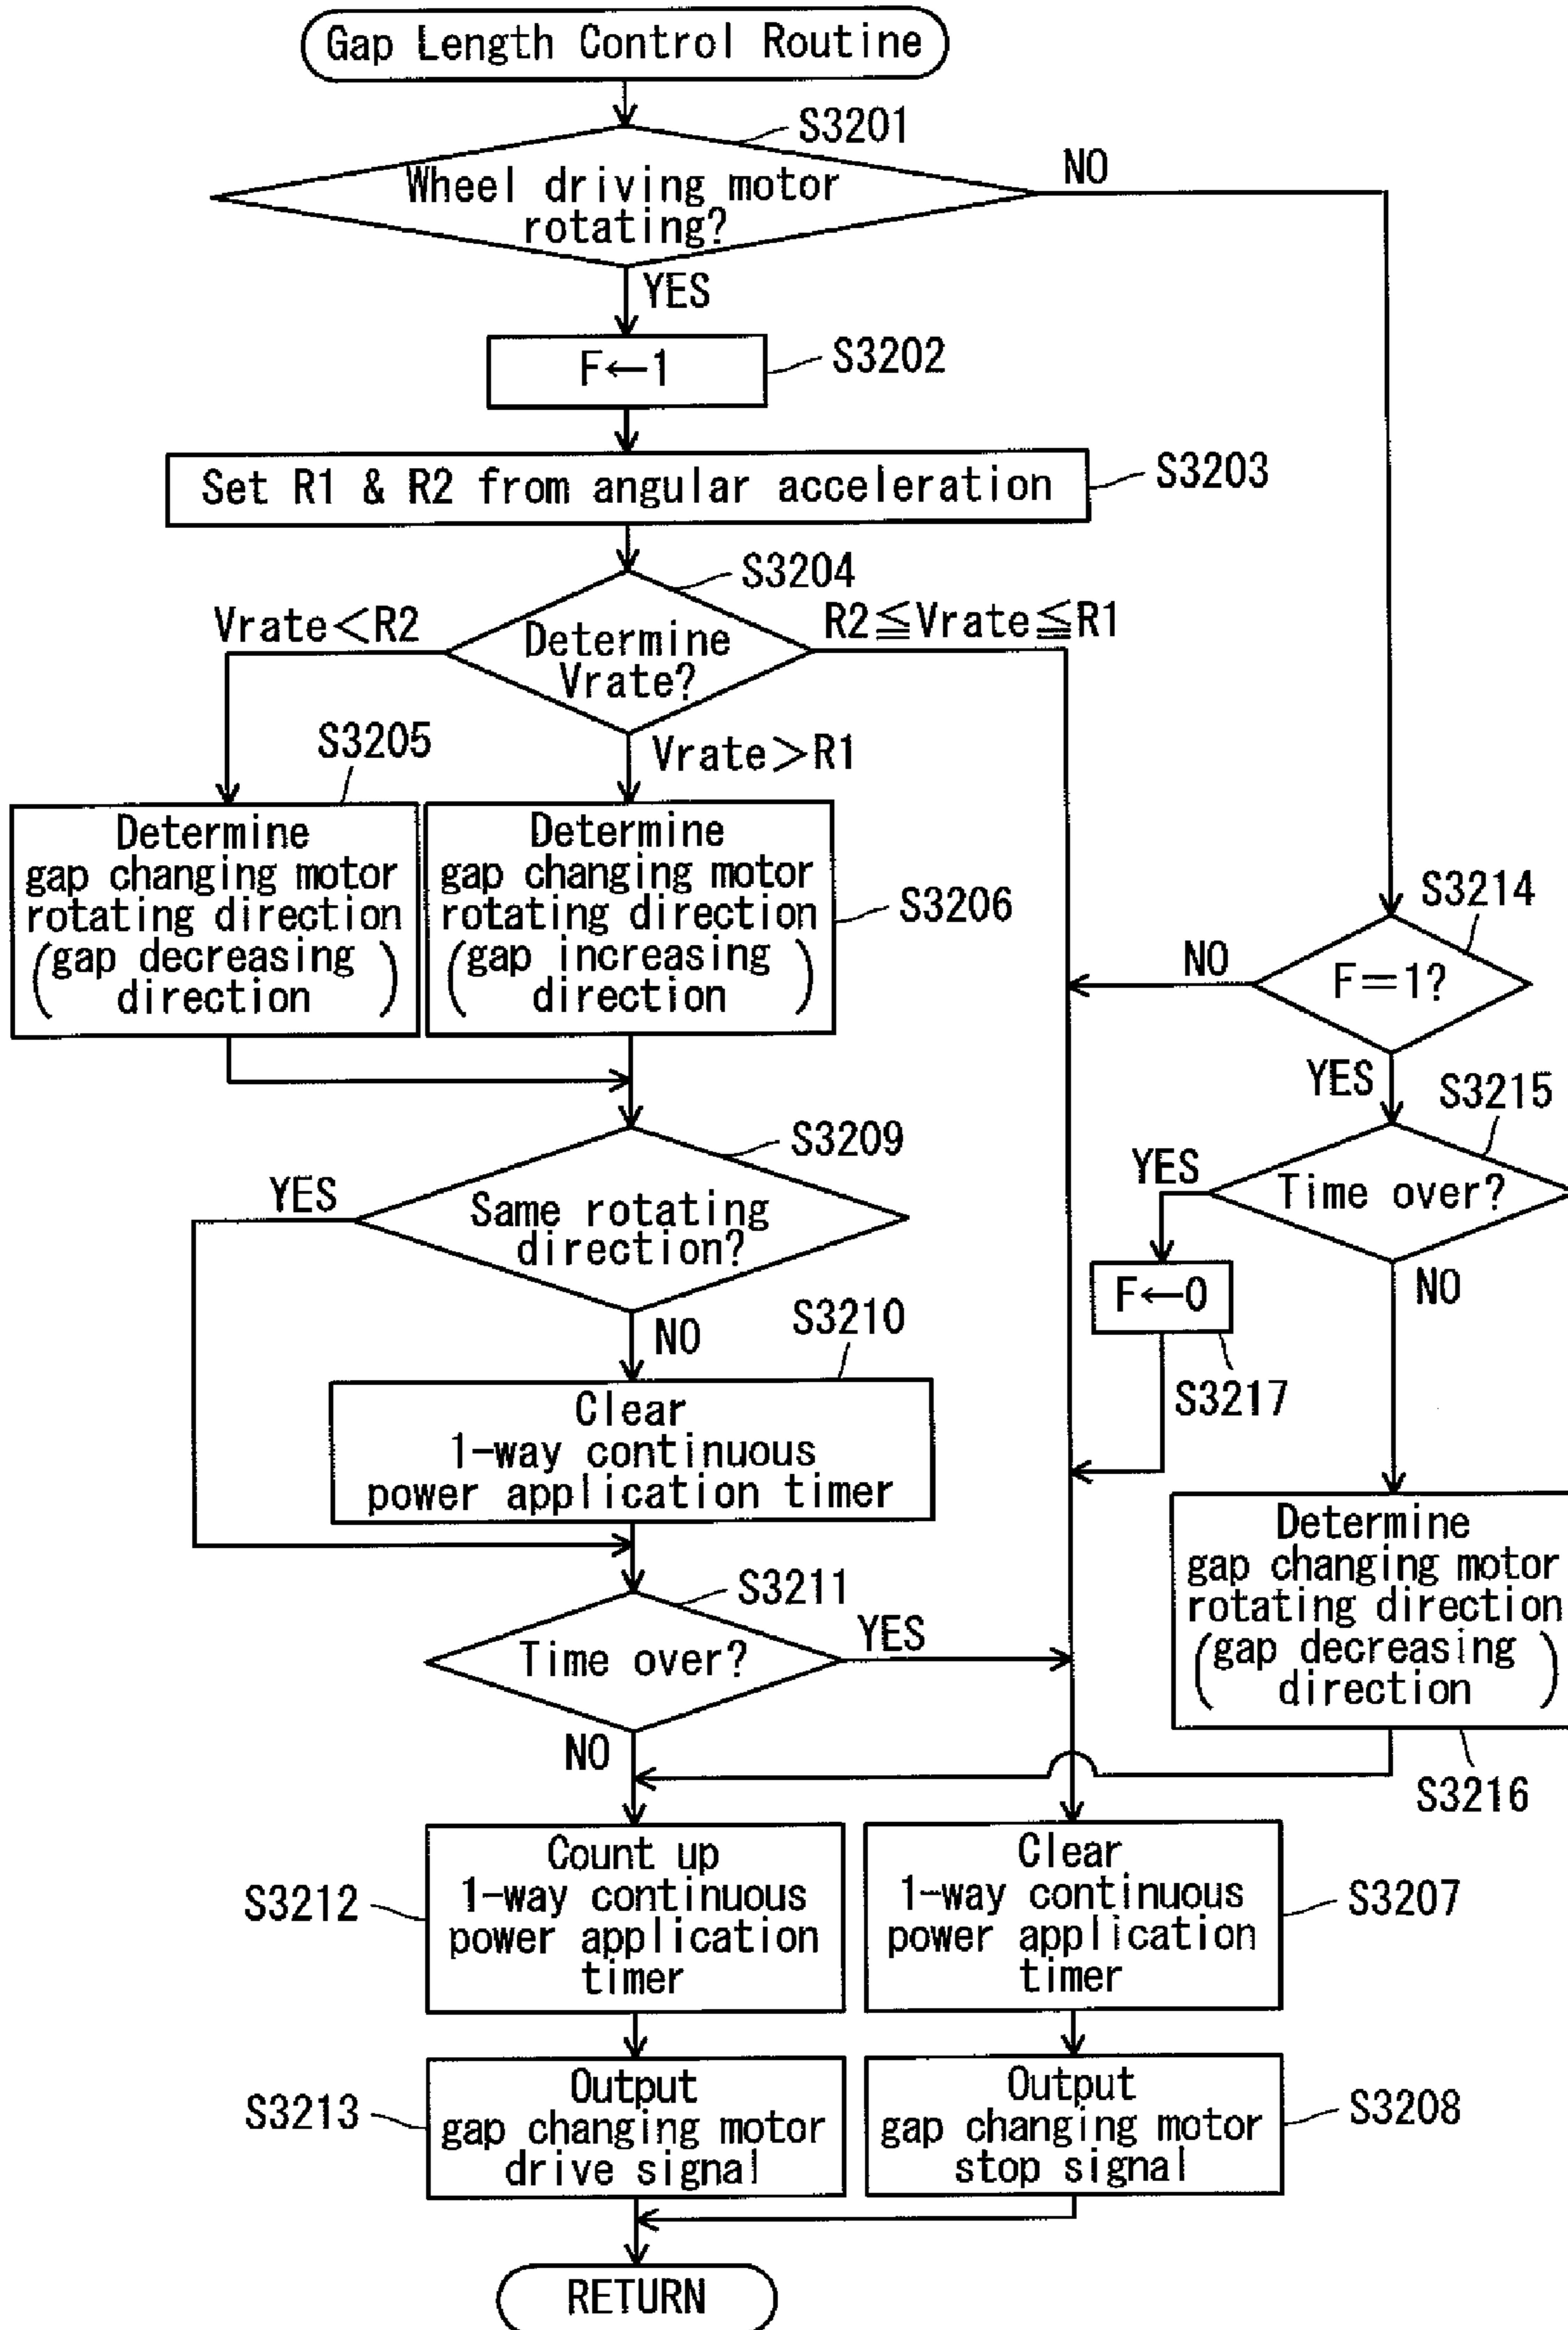 Gap Length Control Routine
S3201
Wheel driving motor
rotating?
NO
YES
F←1
S3202
Set R1 & R2 from angular acceleration
S3203
S3204
Vrate<R2
Determine
Vrate?
R2≦Vrate≦R1
Vrate>R1
S3205
Determine
gap changing motor
rotating direction
(gap decreasing
direction)
Determine
gap changing motor
rotating direction
(gap increasing
direction)
S3206
S3214
F=1?
NO
YES
S3215
Time over?
YES
NO
F←0
S3217
S3209
Same rotating
direction?
YES
NO
S3210
Clear
1-way continuous
power application timer
Determine
gap changing motor
rotating direction
(gap decreasing
direction)
S3216
S3211
Time over?
YES
NO
S3212
Count up
1-way continuous
power application
timer
Clear
1-way continuous
power application
timer
S3207
S3213
Output
gap changing motor
drive signal
Output
gap changing motor
stop signal
S3208
RETURN